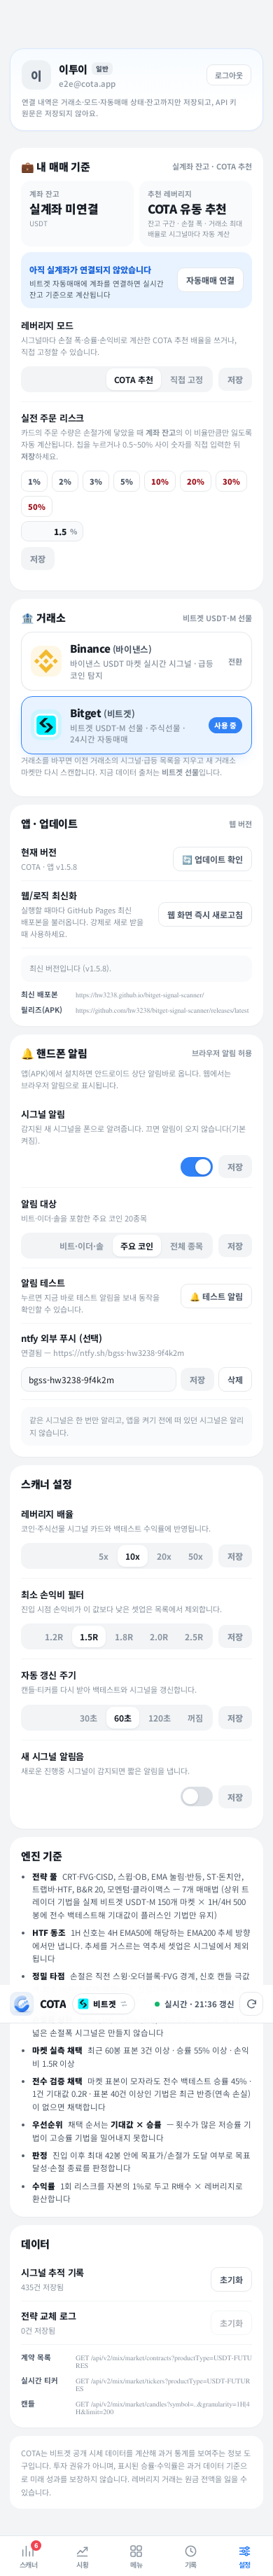 이
이투이 일반
e2e@cota.app
로그아웃
연결 내역은 거래소·모드·자동매매 상태·잔고까지만 저장되고, API 키
원문은 저장되지 않아요.
💼 내 매매 기준
실계좌 잔고 · COTA 추천
계좌 잔고
실계좌 미연결
USDT
추천 레버리지
COTA 유동 추천
잔고 구간 · 손절 폭 · 거래소 최대
배율로 시그널마다 자동 계산
아직 실계좌가 연결되지 않았습니다
비트겟 자동매매에 계좌를 연결하면 실시간
잔고 기준으로 계산됩니다
자동매매 연결
레버리지 모드
시그널마다 손절 폭·승률·손익비로 계산한 COTA 추천 배율을 쓰거나,
직접 고정할 수 있습니다.
COTA 추천 직접 고정 저장
실전 주문 리스크
카드의 주문 수량은 손절가에 닿았을 때 계좌 잔고의 이 비율만큼만 잃도록
자동 계산됩니다. 칩을 누르거나 0.5~50% 사이 숫자를 직접 입력한 뒤
저장하세요.
1% 2% 3% 5% 10% 20% 30%
50%
1.5 %
저장
🏦 거래소
비트겟 USDT-M 선물
Binance (바이낸스)
바이낸스 USDT 마켓 실시간 시그널 · 급등
코인 탐지
전환
Bitget (비트겟)
비트겟 USDT-M 선물 · 주식선물 ·
24시간 자동매매
사용 중
거래소를 바꾸면 이전 거래소의 시그널·급등 목록을 지우고 새 거래소
마켓만 다시 스캔합니다. 지금 데이터 출처는 비트겟 선물입니다.
앱 · 업데이트
웹 버전
현재 버전
COTA · 앱 v1.5.8
🔄 업데이트 확인
웹/로직 최신화
실행할 때마다 GitHub Pages 최신
배포본을 불러옵니다. 강제로 새로 받을
때 사용하세요.
웹 화면 즉시 새로고침
최신 버전입니다 (v1.5.8).
최신 배포본 https://hw3238.github.io/bitget-signal-scanner/
릴리즈(APK) https://github.com/hw3238/bitget-signal-scanner/releases/latest
🔔 핸드폰 알림
브라우저 알림 허용
앱(APK)에서 설치하면 안드로이드 상단 알림바로 옵니다. 웹에서는
브라우저 알림으로 표시됩니다.
시그널 알림
감지된 새 시그널을 폰으로 알려줍니다. 끄면 알림이 오지 않습니다(기본
켜짐).
저장
알림 대상
비트·이더·솔을 포함한 주요 코인 20종목
비트·이더·솔 주요 코인 전체 종목 저장
알림 테스트
누르면 지금 바로 테스트 알림을 보내 동작을
확인할 수 있습니다.
🔔 테스트 알림
ntfy 외부 푸시 (선택)
연결됨 — https://ntfy.sh/bgss-hw3238-9f4k2m
bgss-hw3238-9f4k2m 저장 삭제
같은 시그널은 한 번만 알리고, 앱을 켜기 전에 떠 있던 시그널은 알리
지 않습니다.
스캐너 설정
레버리지 배율
코인·주식선물 시그널 카드와 백테스트 수익률에 반영됩니다.
5x 10x 20x 50x 저장
최소 손익비 필터
진입 시점 손익비가 이 값보다 낮은 셋업은 목록에서 제외합니다.
1.2R 1.5R 1.8R 2.0R 2.5R 저장
자동 갱신 주기
캔들·티커를 다시 받아 백테스트와 시그널을 갱신합니다.
30초 60초 120초 꺼짐 저장
새 시그널 알림음
새로운 진행중 시그널이 감지되면 짧은 알림을 냅니다.
저장
엔진 기준
전략 풀 CRT·FVG·CISD, 스윕·OB, EMA 눌림·반등, ST·돈치안,
트랩바·HTF, B&R 20, 모멘텀·클라이맥스 — 7개 매매법 (상위 트
레이더 기법을 실제 비트겟 USDT-M 150개 마켓 × 1H/4H 500
봉에 전수 백테스트해 기대값이 플러스인 기법만 유지)
HTF 동조 1H 신호는 4H EMA50에 해당하는 EMA200 추세 방향
에서만 냅니다. 추세를 거스르는 역추세 셋업은 시그널에서 제외
됩니다
정밀 타점 손절은 직전 스윙·오더블록·FVG 경계, 신호 캔들 극값
COTA 비트겟
실시간 · 21:36 갱신
넓은 손절폭 시그널은 만들지 않습니다
마켓 실측 채택 최근 60봉 표본 3건 이상 · 승률 55% 이상 · 손익
비 1.5R 이상
전수 검증 채택 마켓 표본이 모자라도 전수 백테스트 승률 45% ·
1건 기대값 0.2R · 표본 40건 이상인 기법은 최근 반증(연속 손실)
이 없으면 채택합니다
우선순위 채택 순서는 기대값 × 승률 — 횟수가 많은 저승률 기
법이 고승률 기법을 밀어내지 못합니다
판정 진입 이후 최대 42봉 안에 목표가/손절가 도달 여부로 목표
달성·손절 종료를 판정합니다
수익률 1회 리스크를 자본의 1%로 두고 R배수 × 레버리지로
환산합니다
데이터
시그널 추적 기록
435건 저장됨
초기화
전략 교체 로그
0건 저장됨
초기화
계약 목록 GET /api/v2/mix/market/contracts?productType=USDT-FUTU
RES
실시간 티커 GET /api/v2/mix/market/tickers?productType=USDT-FUTUR
ES
캔들 GET /api/v2/mix/market/candles?symbol=..&granularity=1H|4
H&limit=200
COTA는 비트겟 공개 시세 데이터를 계산해 과거 통계를 보여주는 정보 도
구입니다. 투자 권유가 아니며, 표시된 승률·수익률은 과거 데이터 기준으
로 미래 성과를 보장하지 않습니다. 레버리지 거래는 원금 전액을 잃을 수
있습니다.
6
스캐너 시황 메뉴 기록 설정